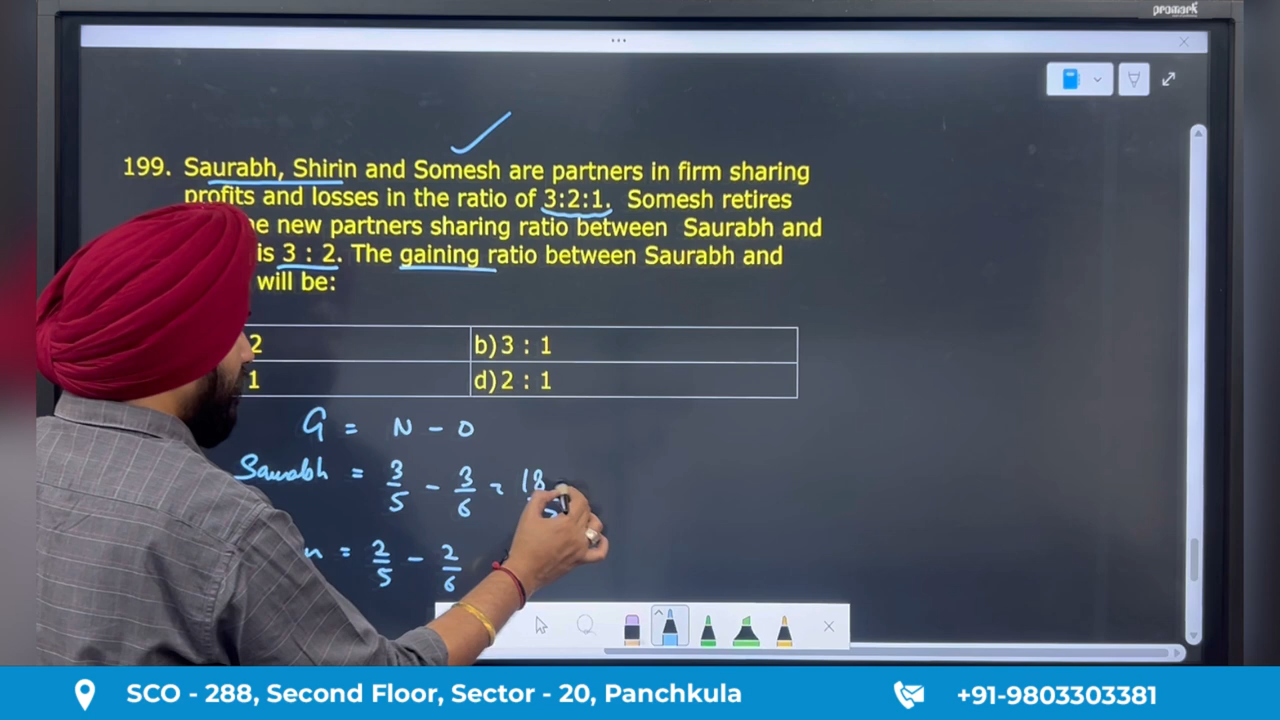 promark
199. Saurabh, Shirin and Somesh are partners in firm sharing
profits and losses in the ratio of 3:2:1. Somesh retires
new partners sharing ratio between Saurabh and
is 3 : 2. The gaining ratio between Saurabh and
will be:
2 b) 3 : 1
1 d) 2 : 1
G = N - O
Saurabh = 3/5 - 3/6 = 18
= 2/5 - 2/6
SCO - 288, Second Floor, Sector - 20, Panchkula +91-9803303381